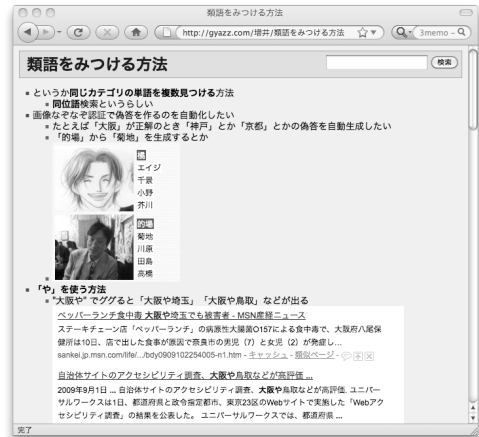 類語をみつける方法
http://gyazz.com/増井/類語をみつける方法
3memo - Q
類語をみつける方法
検索
というか同じカテゴリの単語を複数見つける方法
同位語検索というらしい
画像なぞなぞ認証で偽答を作るのを自動化したい
たとえば「大阪」が正解のとき「神戸」とか「京都」とかの偽答を自動生成したい
「的場」から「菊地」を生成するとか
エイジ
千景
小野
芥川
的場
菊地
川原
田島
高橋
「や」を使う方法
"大阪や" でググると「大阪や埼玉」「大阪や鳥取」などが出る
ペッパーランチ食中毒 大阪や埼玉でも被害者 - MSN産経ニュース
ステーキチェーン店「ペッパーランチ」の病原性大腸菌O157による食中毒で、大阪府八尾保
健所は10日、店で出した食事が原因で奈良市の男児（7）と女児（2）が発症し...
sankei.jp.msn.com/life/.../bdy0909102254005-n1.htm - キャッシュ - 類似ページ -
自治体サイトのアクセシビリティ調査、大阪や鳥取などが高評価 ...
2009年9月1日 ... 自治体サイトのアクセシビリティ調査、大阪や鳥取などが高評価. ユニバー
サルワークスは1日、都道府県と政令指定都市、東京23区のWebサイトで実施した「Webアク
セシビリティ調査」の結果を公表した。 ユニバーサルワークスでは、都道府県 ...
完了